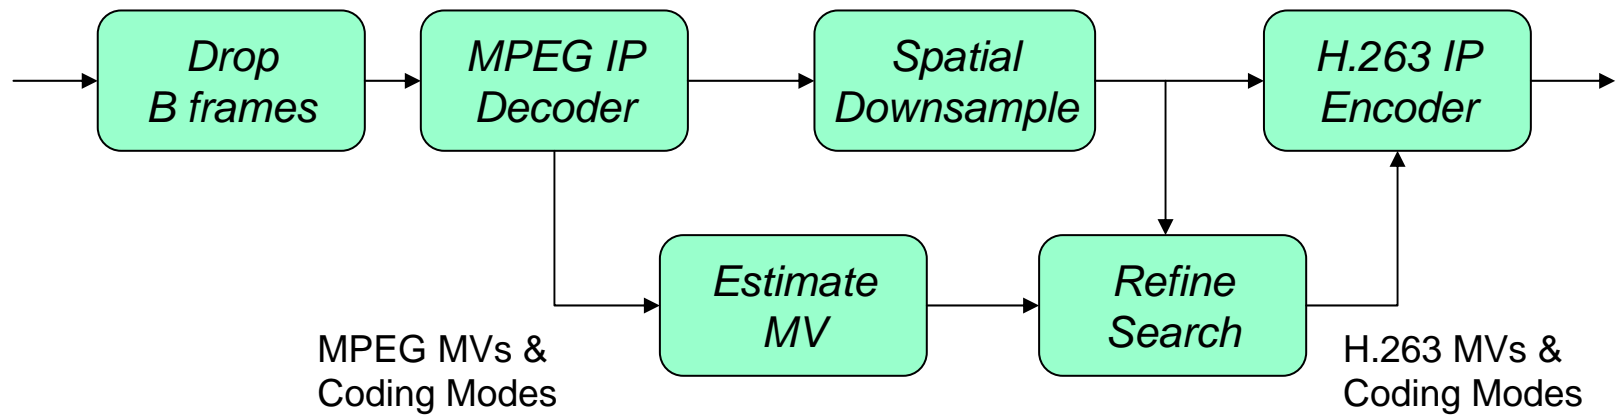 Drop
B frames
MPEG IP
Decoder
Spatial
Downsample
H.263 IP
Encoder
Estimate
MV
Refine
Search
MPEG MVs &
Coding Modes
H.263 MVs &
Coding Modes